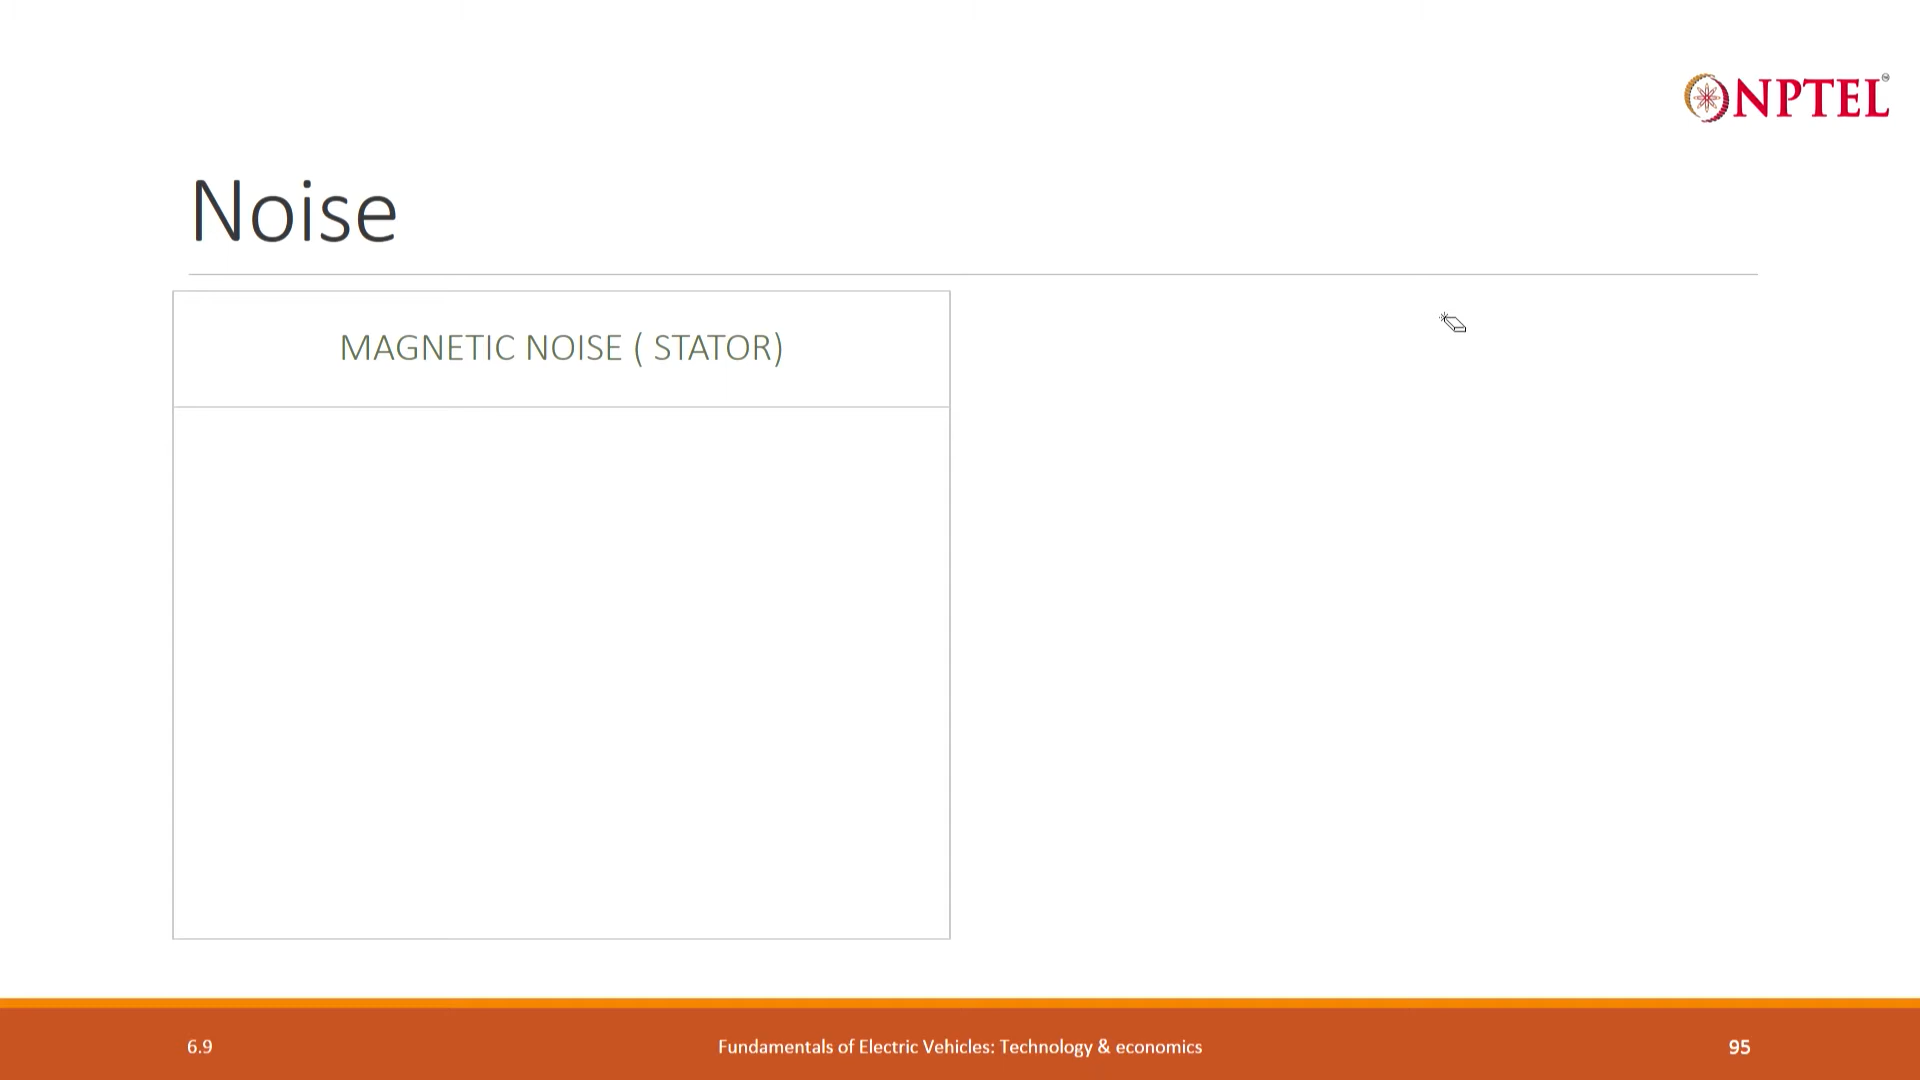 NPTEL
Noise
MAGNETIC NOISE ( STATOR)
6.9
Fundamentals of Electric Vehicles: Technology & economics
95